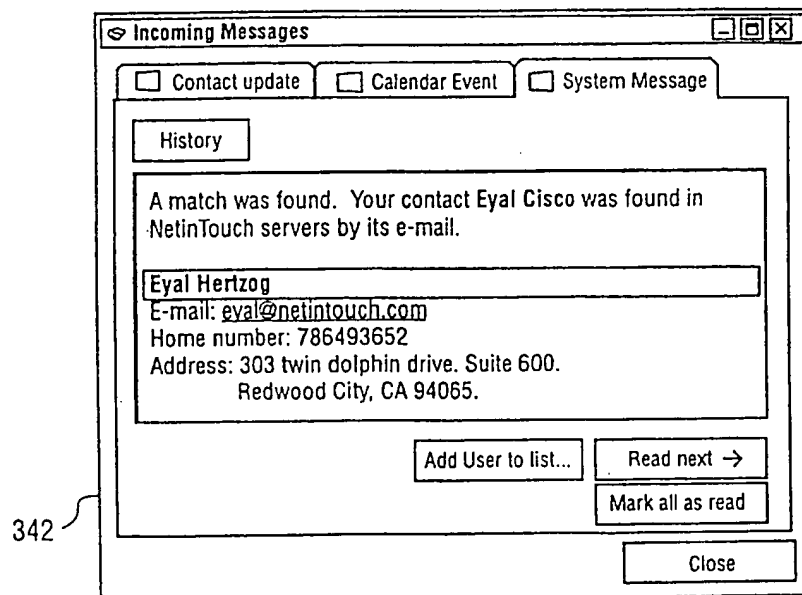 Incoming Messages
Contact update
Calendar Event
System Message
History
A match was found. Your contact Eyal Cisco was found in
NetinTouch servers by its e-mail.
Eyal Hertzog
E-mail: eyal@netintouch.com
Home number: 786493652
Address: 303 twin dolphin drive. Suite 600.
Redwood City, CA 94065.
Add User to list...
Read next →
Mark all as read
342
Close